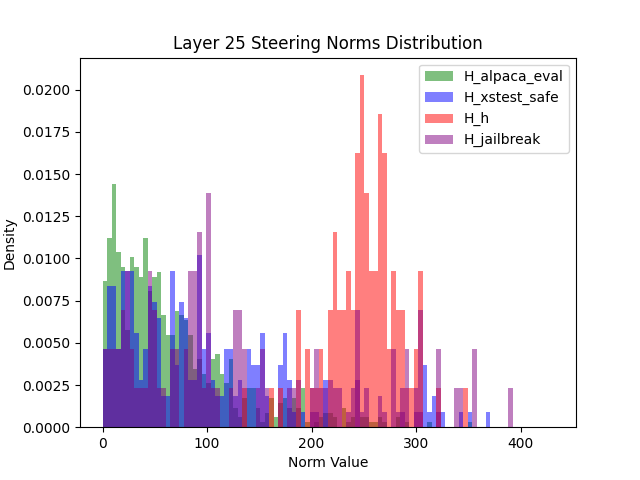 Layer 25 Steering Norms Distribution
H_alpaca_eval
H_xstest_safe
H_h
H_jailbreak
0.0200
0.0175
0.0150
0.0125
0.0100
0.0075
0.0050
0.0025
0.0000
Density
0 100 200 300 400
Norm Value